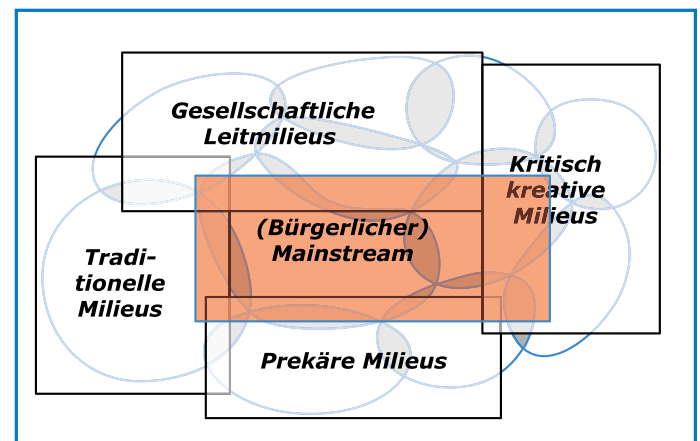 Gesellschaftliche
Leitmilieus
Kritisch
kreative
Milieus
(Bürgerlicher)
Mainstream
Tradi-
tionelle
Milieus
Prekäre Milieus